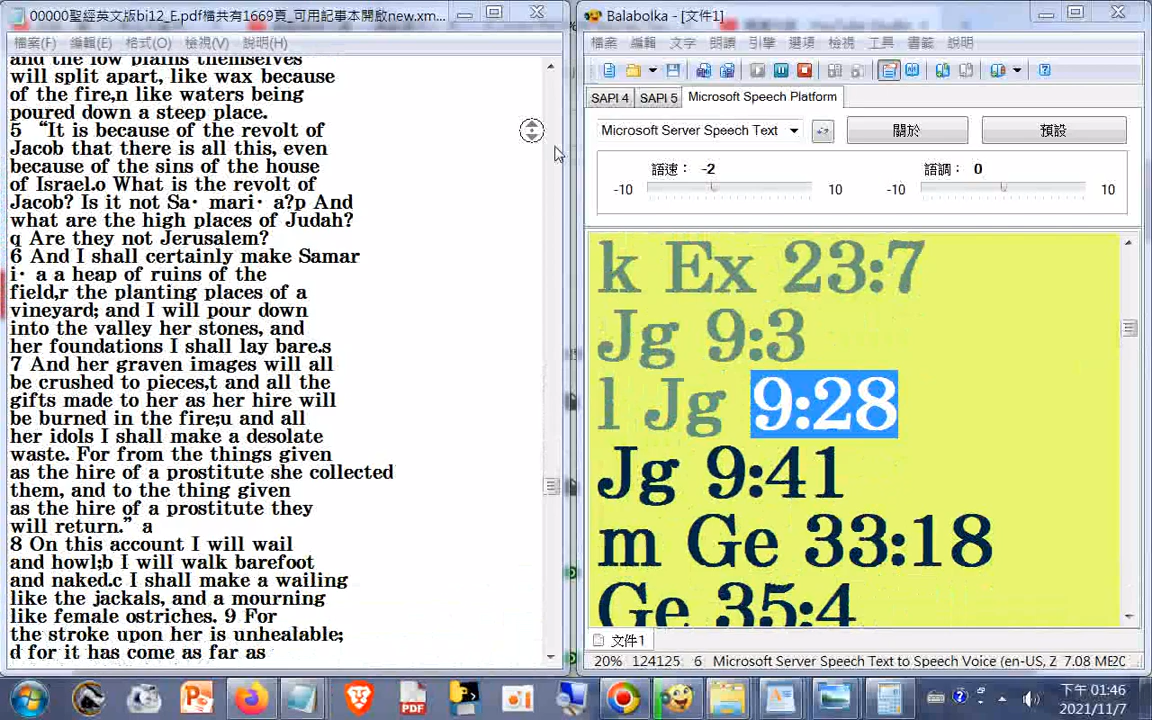 00000聖經英文版bi12_E.pdf檔共有1669頁_可用記事本開啟new.xm...
檔案(F) 編輯(E) 格式(O) 檢視(V) 說明(H)
and the low plains themselves
will split apart, like wax because
of the fire,n like waters being
poured down a steep place.
5 “It is because of the revolt of
Jacob that there is all this, even
because of the sins of the house
of Israel.o What is the revolt of
Jacob? Is it not Sa· mari· a?p And
what are the high places of Judah?
q Are they not Jerusalem?
6 And I shall certainly make Samar
i· a a heap of ruins of the
field,r the planting places of a
vineyard; and I will pour down
into the valley her stones, and
her foundations I shall lay bare.s
7 And her graven images will all
be crushed to pieces,t and all the
gifts made to her as her hire will
be burned in the fire;u and all
her idols I shall make a desolate
waste. For from the things given
as the hire of a prostitute she collected
them, and to the thing given
as the hire of a prostitute they
will return.” a
8 On this account I will wail
and howl;b I will walk barefoot
and naked.c I shall make a wailing
like the jackals, and a mourning
like female ostriches. 9 For
the stroke upon her is unhealable;
d for it has come as far as
Balabolka - [文件1]
檔案 編輯 文字 朗讀 引擎 選項 檢視 工具 書籤 說明
SAPI 4 SAPI 5 Microsoft Speech Platform
Microsoft Server Speech Text 關於 預設
語速： -2 語調： 0
-10 10 -10 10
k Ex 23:7
Jg 9:3
l Jg 9:28
Jg 9:41
m Ge 33:18
Ge 35:4
文件1
20% 124125: 6 Microsoft Server Speech Text to Speech Voice (en-US, Z 7.08 ME2C
PDF
下午 01:46
2021/11/7